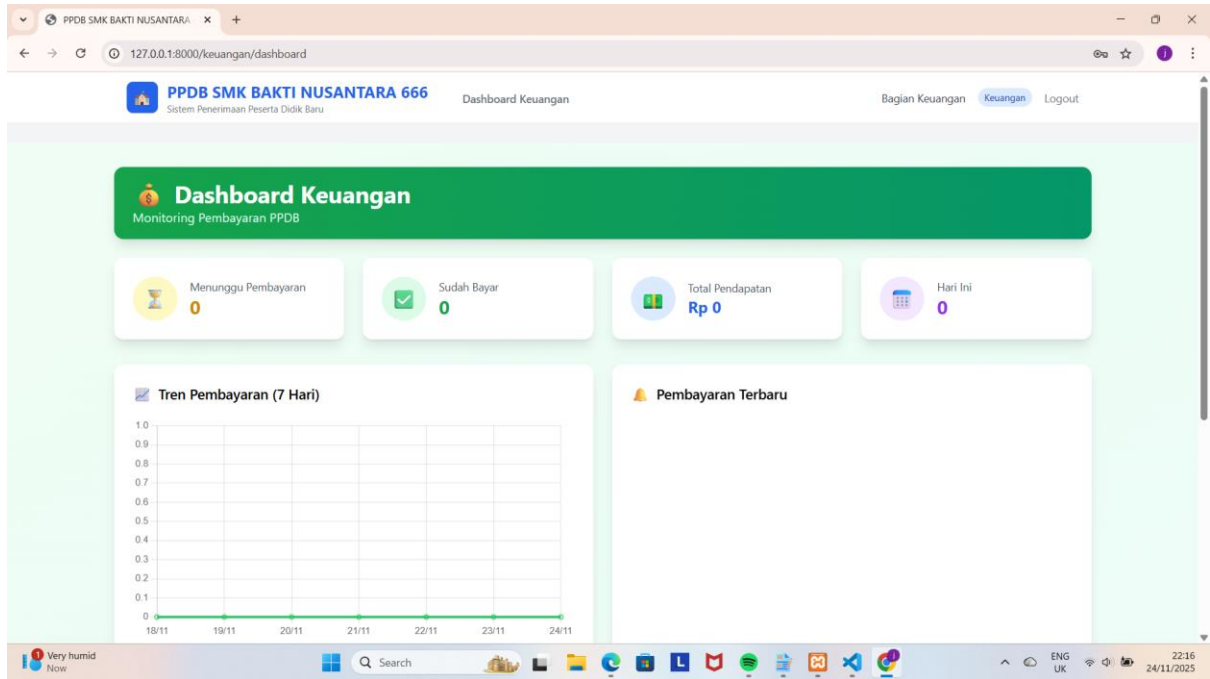 PPDB SMK BAKTI NUSANTARA
127.0.0.1:8000/keuangan/dashboard
PPDB SMK BAKTI NUSANTARA 666
Sistem Penerimaan Peserta Didik Baru
Dashboard Keuangan
Bagian Keuangan
Keuangan
Logout
Dashboard Keuangan
Monitoring Pembayaran PPDB
Menunggu Pembayaran
0
Sudah Bayar
0
Total Pendapatan
Rp 0
Hari Ini
0
Tren Pembayaran (7 Hari)
1.0
0.9
0.8
0.7
0.6
0.5
0.4
0.3
0.2
0.1
0
18/11 19/11 20/11 21/11 22/11 23/11 24/11
Pembayaran Terbaru
1
Very humid
Now
Search
L
ENG
UK
22:16
24/11/2025